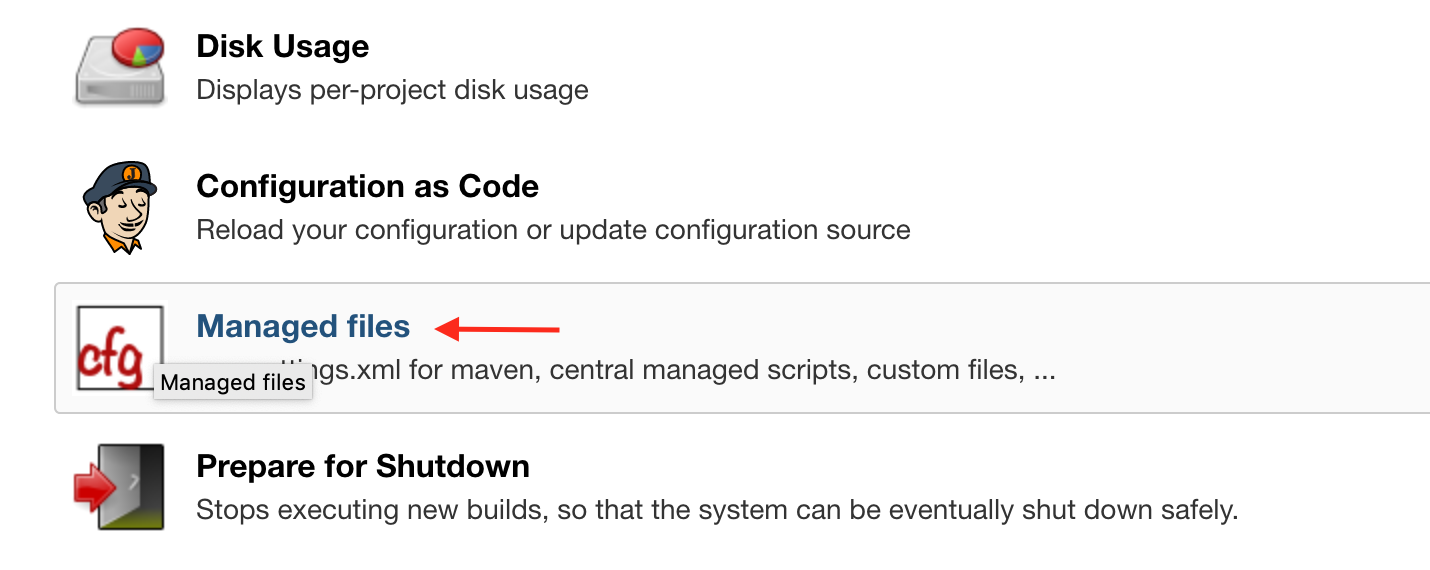 Disk Usage
Displays per-project disk usage
J
Configuration as Code
Reload your configuration or update configuration source
cfg
Managed files
settings.xml for maven, central managed scripts, custom files, ...
Managed files
Prepare for Shutdown
Stops executing new builds, so that the system can be eventually shut down safely.